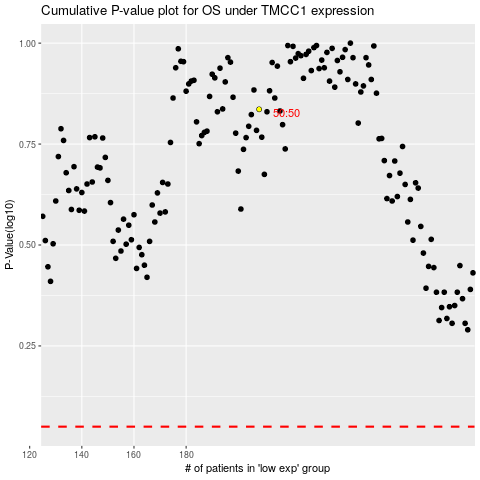 Cumulative P-value plot for OS under TMCC1 expression
P-Value(log10)
1.00
0.75
0.50
0.25
50:50
120 140 160 180
# of patients in 'low exp' group